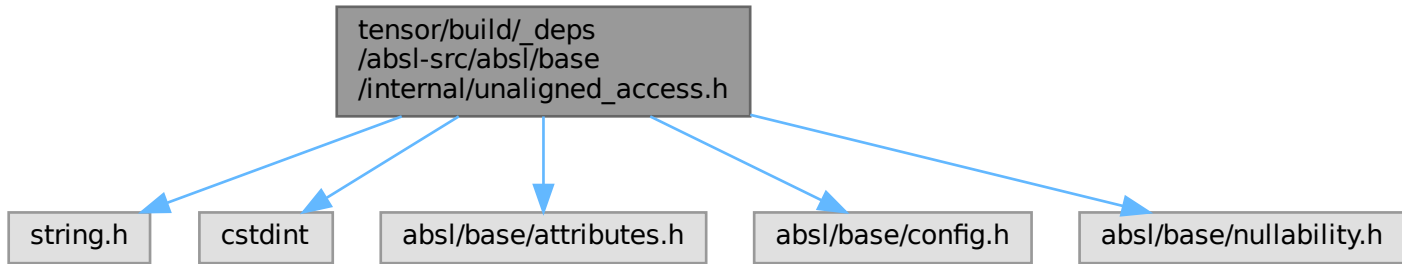 tensor/build/_deps
/absl-src/absl/base
/internal/unaligned_access.h
string.h
cstdint
absl/base/attributes.h
absl/base/config.h
absl/base/nullability.h